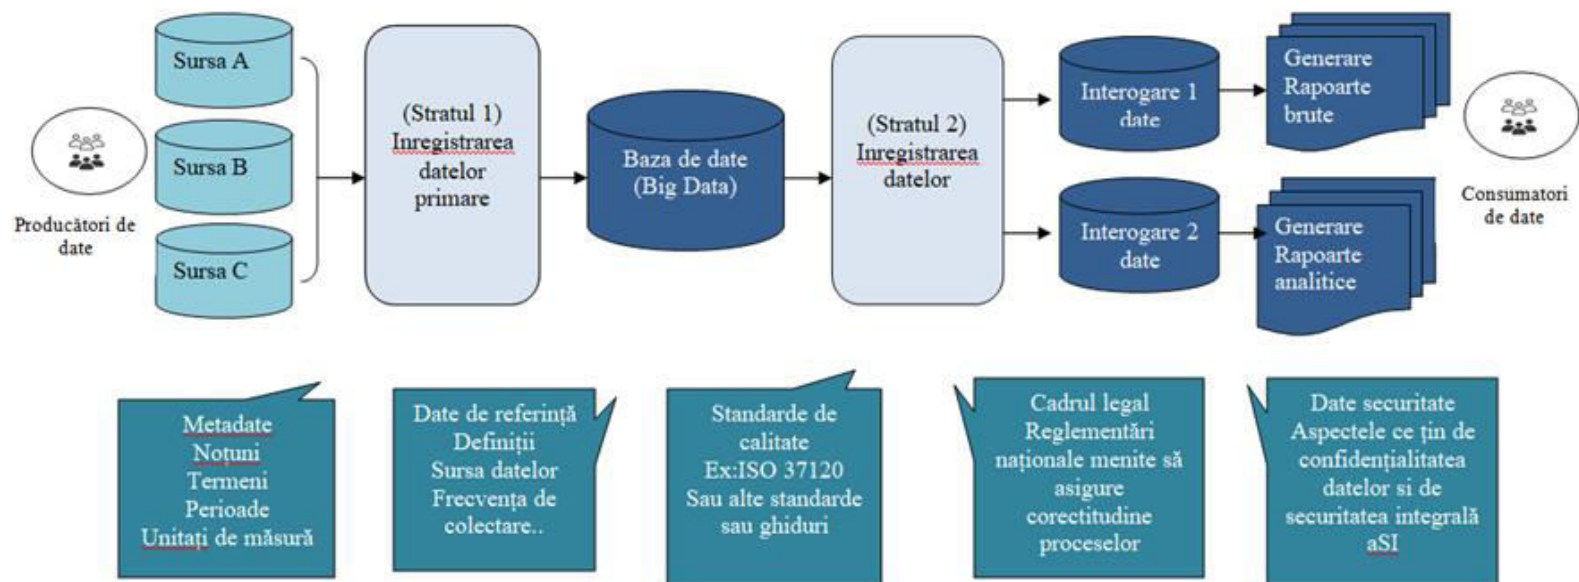 Producători de
date
Sursa A
Sursa B
Sursa C
(Stratul 1)
Inregistrarea
datelor
primare
Baza de date
(Big Data)
(Stratul 2)
Inregistrarea
datelor
Interogare 1
date
Interogare 2
date
Generare
Rapoarte
brute
Generare
Rapoarte
analitice
Consumatori
de date
Metadate
Noțuni
Termeni
Perioade
Unitați de măsură
Date de referință
Definiții
Sursa datelor
Frecvența de
colectare..
Standarde de
calitate
Ex:ISO 37120
Sau alte standarde
sau ghiduri
Cadrul legal
Reglementări
naționale menite să
asigure
corectitudine
proceselor
Date securitate
Aspectele ce țin de
confidențialitatea
datelor si de
securitatea integrală
aSI